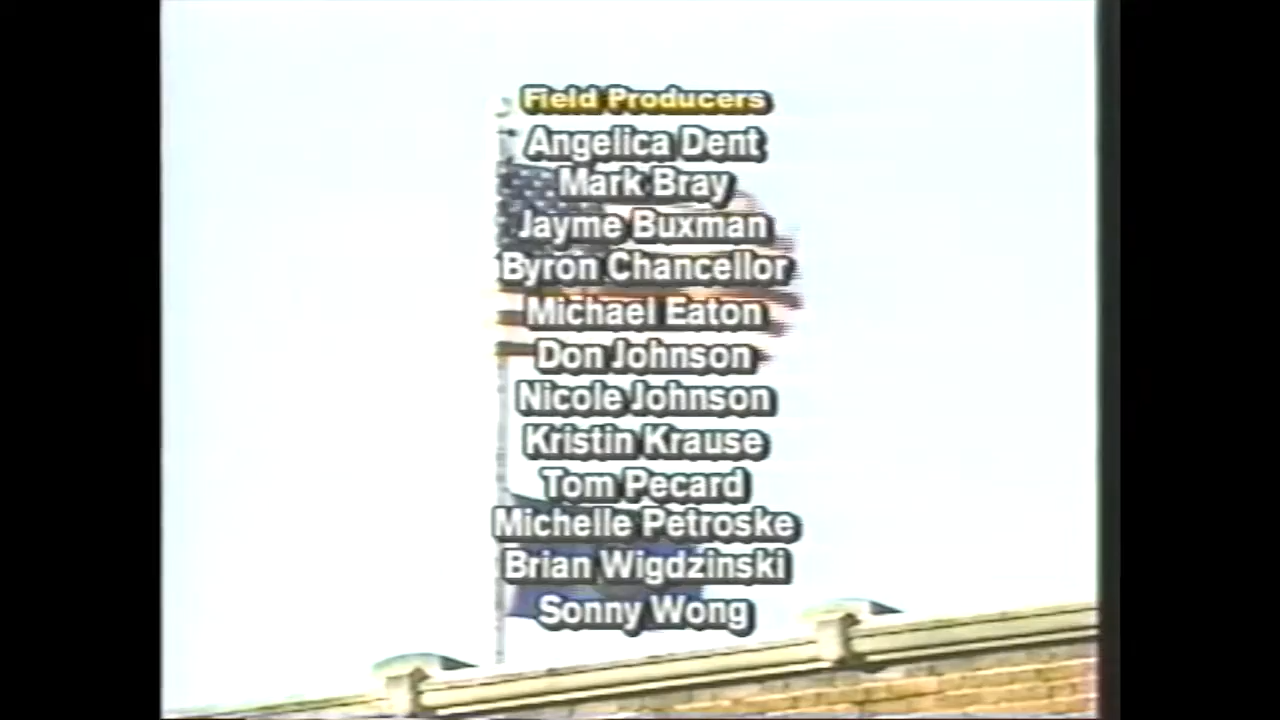 Field Producers
Angelica Dent
Mark Bray
Jayme Buxman
Byron Chancellor
Michael Eaton
Don Johnson
Nicole Johnson
Kristin Krause
Tom Pecard
Michelle Petroske
Brian Wigdzinski
Sonny Wong